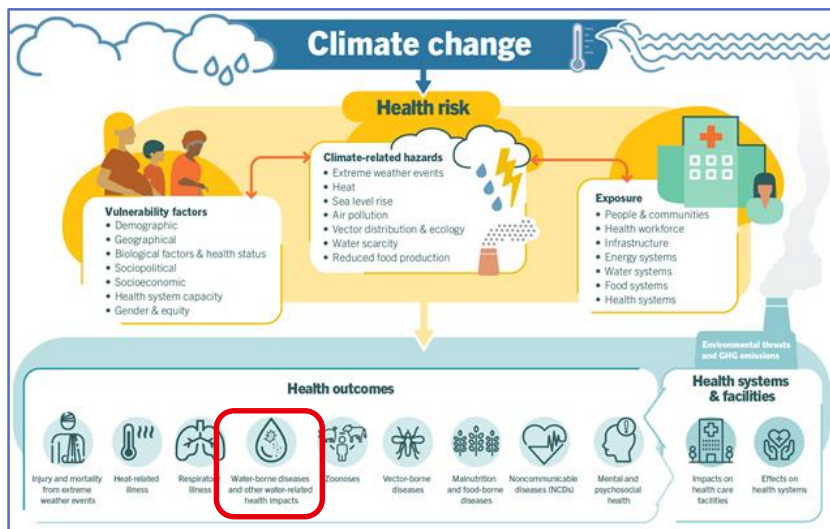 Climate change
Health risk
Climate-related hazards
• Extreme weather events
• Heat
• Sea level rise
• Air pollution
• Vector distribution & ecology
• Water scarcity
• Reduced food production
Vulnerability factors
• Demographic
• Geographical
• Biological factors & health status
• Sociopolitical
• Socioeconomic
• Health system capacity
• Gender & equity
Exposure
• People & communities
• Health workforce
• Infrastructure
• Energy systems
• Water systems
• Food systems
• Health systems
Environmental threats
and GHG emissions
Health outcomes
Injury and mortality
from extreme
weather events
Heat-related
illness
Respiratory
illness
Water-borne diseases
and other water-related
health impacts
Zoonoses
Vector-borne
diseases
Malnutrition
and food-borne
diseases
Noncommunicable
diseases (NCDs)
Mental and
psychosocial
health
Health systems
& facilities
Impacts on
health care
facilities
Effects on
health systems